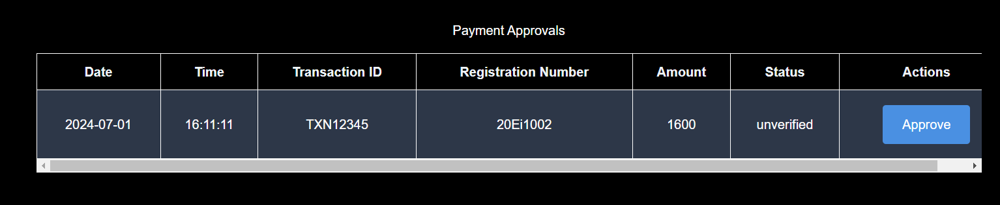 Payment Approvals
Date Time Transaction ID Registration Number Amount Status Actions
2024-07-01 16:11:11 TXN12345 20Ei1002 1600 unverified Approve